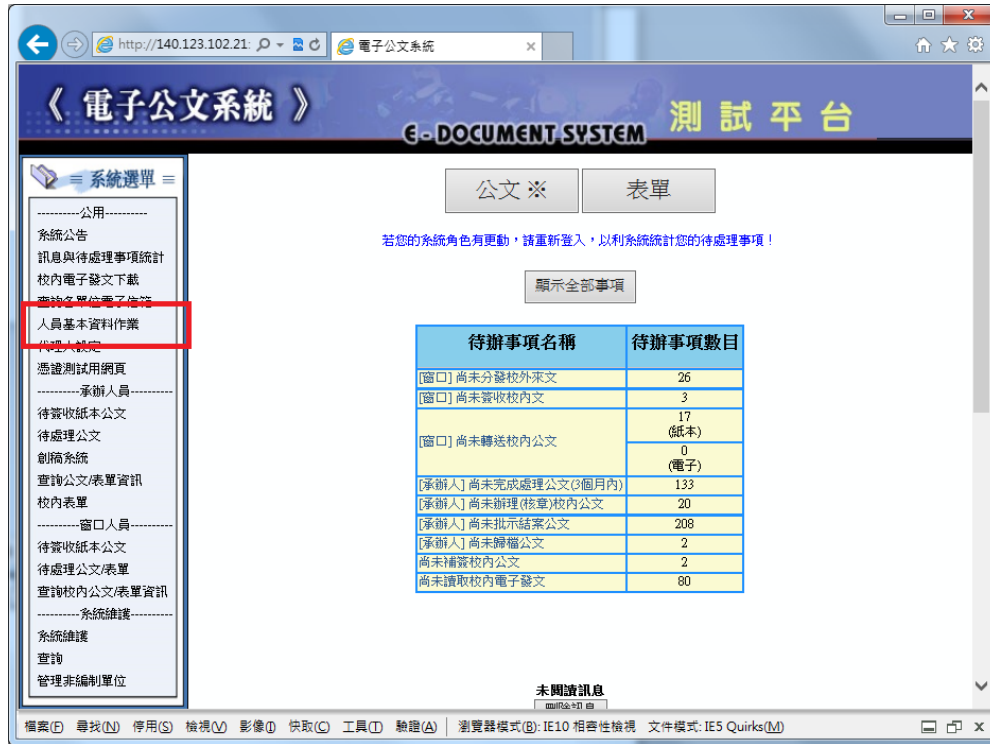 http://140.123.102.21:
電子公文系統
《 電子公文系統 》
E - DOCUMENT SYSTEM
測 試 平 台
= 系統選單 =
----------公用----------
系統公告
訊息與待處理事項統計
校內電子發文下載
查詢各單位電子信箱
人員基本資料作業
代理人設定
憑證測試用網頁
----------承辦人員----------
待簽收紙本公文
待處理公文
創稿系統
查詢公文/表單資訊
校內表單
----------窗口人員----------
待簽收紙本公文
待處理公文/表單
查詢校內公文/表單資訊
----------系統維護----------
系統維護
查詢
管理非編制單位
公文 ※
表單
若您的系統角色有更動，請重新登入，以利系統統計您的待處理事項！
顯示全部事項
待辦事項名稱 待辦事項數目
[窗口] 尚未分發校外來文 26
[窗口] 尚未簽收校內文 3
[窗口] 尚未轉送校內公文
17
(紙本)
0
(電子)
[承辦人] 尚未完成處理公文(3個月內) 133
[承辦人] 尚未辦理(核章)校內公文 20
[承辦人] 尚未批示結案公文 208
[承辦人] 尚未歸檔公文 2
尚未補簽校內公文 2
尚未讀取校內電子發文 80
未閱讀訊息
檔案(F) 尋找(N) 停用(S) 檢視(V) 影像(I) 快取(C) 工具(T) 驗證(A) 瀏覽器模式(B): IE10 相容性檢視 文件模式: IE5 Quirks(M)